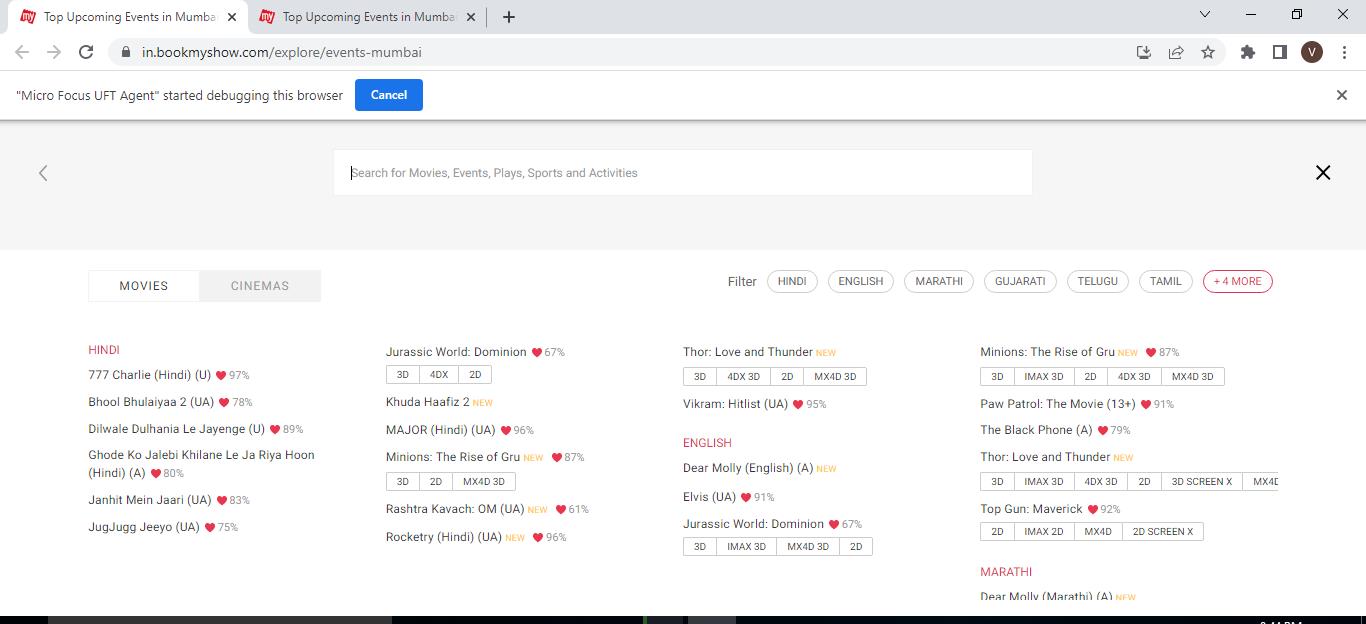 my Top Upcoming Events in Mumba
my Top Upcoming Events in Mumba
in.bookmyshow.com/explore/events-mumbai
V
"Micro Focus UFT Agent" started debugging this browser
Cancel
Search for Movies, Events, Plays, Sports and Activities
MOVIES
CINEMAS
Filter
HINDI
ENGLISH
MARATHI
GUJARATI
TELUGU
TAMIL
+ 4 MORE
HINDI
777 Charlie (Hindi) (U) 97%
Bhool Bhulaiyaa 2 (UA) 78%
Dilwale Dulhania Le Jayenge (U) 89%
Ghode Ko Jalebi Khilane Le Ja Riya Hoon
(Hindi) (A) 80%
Janhit Mein Jaari (UA) 83%
JugJugg Jeeyo (UA) 75%
Jurassic World: Dominion 67%
3D 4DX 2D
Khuda Haafiz 2 NEW
MAJOR (Hindi) (UA) 96%
Minions: The Rise of Gru NEW 87%
3D 2D MX4D 3D
Rashtra Kavach: OM (UA) NEW 61%
Rocketry (Hindi) (UA) NEW 96%
Thor: Love and Thunder NEW
3D 4DX 3D 2D MX4D 3D
Vikram: Hitlist (UA) 95%
ENGLISH
Dear Molly (English) (A) NEW
Elvis (UA) 91%
Jurassic World: Dominion 67%
3D IMAX 3D MX4D 3D 2D
Minions: The Rise of Gru NEW 87%
3D IMAX 3D 2D 4DX 3D MX4D 3D
Paw Patrol: The Movie (13+) 91%
The Black Phone (A) 79%
Thor: Love and Thunder NEW
3D IMAX 3D 4DX 3D 2D 3D SCREEN X MX4D
Top Gun: Maverick 92%
2D IMAX 2D MX4D 2D SCREEN X
MARATHI
Dear Molly (Marathi) (A) NEW